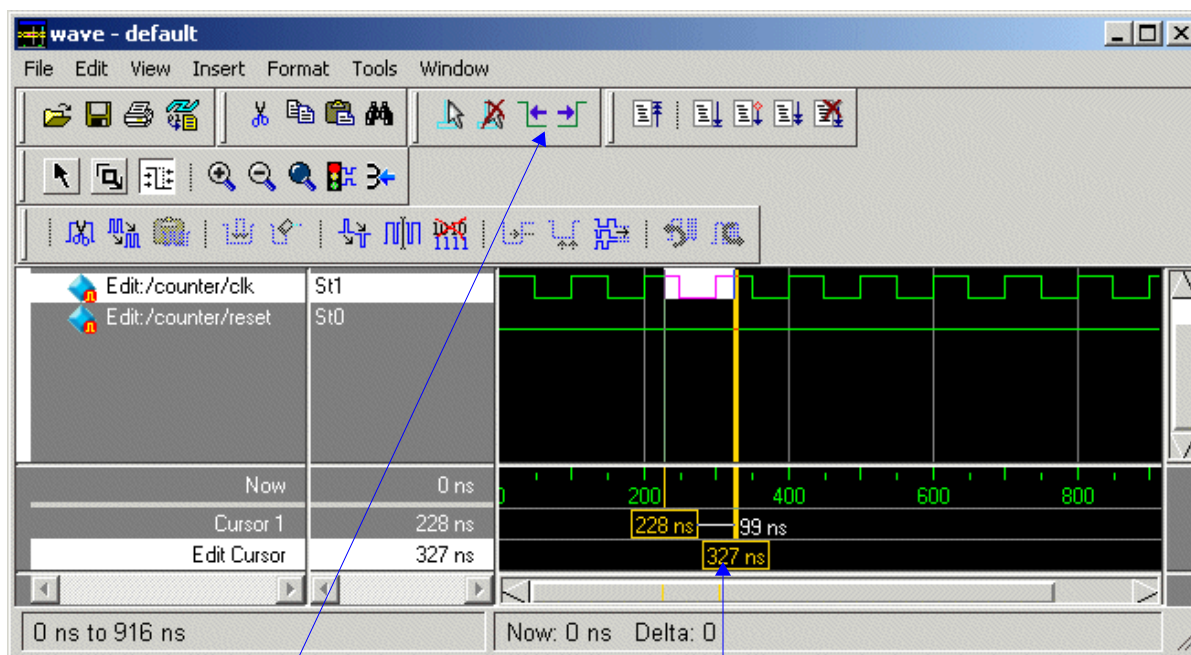 wave - default
File Edit View Insert Format Tools Window
Edit:/counter/clk St1
Edit:/counter/reset St0
Now 0 ns
200 400 600 800
Cursor 1 228 ns
228 ns 99 ns
Edit Cursor 327 ns
327 ns
0 ns to 916 ns
Now: 0 ns Delta: 0